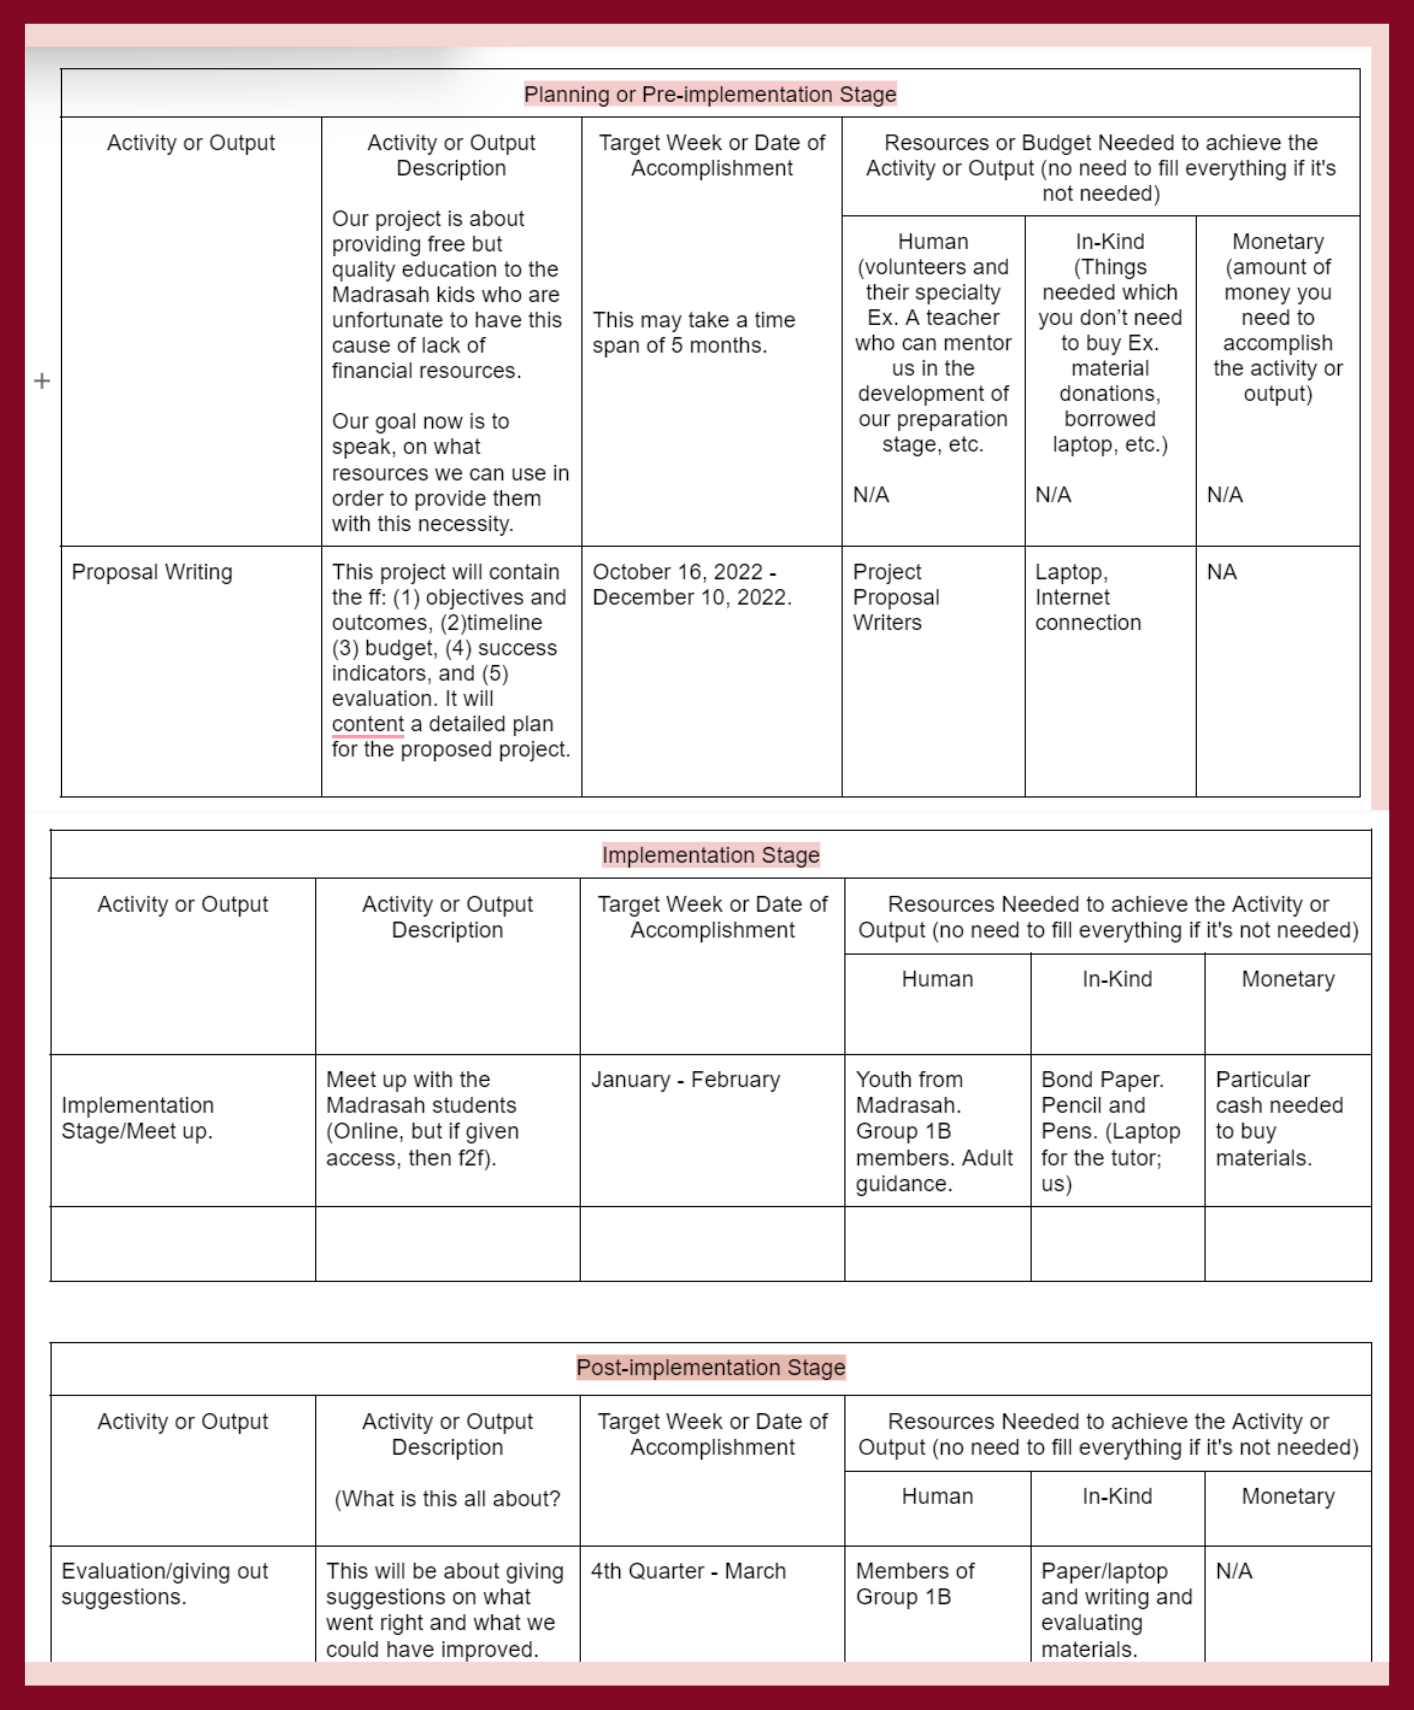 Planning or Pre-implementation Stage
Activity or Output
Activity or Output
Description
Our project is about
providing free but
quality education to the
Madrasah kids who are
unfortunate to have this
cause of lack of
financial resources.
Our goal now is to
speak, on what
resources we can use in
order to provide them
with this necessity.
Target Week or Date of
Accomplishment
This may take a time
span of 5 months.
Resources or Budget Needed to achieve the
Activity or Output (no need to fill everything if it's
not needed)
Human
(volunteers and
their specialty
Ex. A teacher
who can mentor
us in the
development of
our preparation
stage, etc.
N/A
In-Kind
(Things
needed which
you don't need
to buy Ex.
material
donations,
borrowed
laptop, etc.)
N/A
Monetary
(amount of
money you
need to
accomplish
the activity or
output)
N/A
Proposal Writing
This project will contain
the ff: (1) objectives and
outcomes, (2)timeline
(3) budget, (4) success
indicators, and (5)
evaluation. It will
content a detailed plan
for the proposed project.
October 16, 2022 -
December 10, 2022.
Project
Proposal
Writers
Laptop,
Internet
connection
NA
Implementation Stage
Activity or Output
Activity or Output
Description
Target Week or Date of
Accomplishment
Resources Needed to achieve the Activity or
Output (no need to fill everything if it's not needed)
Human
In-Kind
Monetary
Implementation
Stage/Meet up.
Meet up with the
Madrasah students
(Online, but if given
access, then f2f).
January - February
Youth from
Madrasah.
Group 1B
members. Adult
guidance.
Bond Paper.
Pencil and
Pens. (Laptop
for the tutor;
us)
Particular
cash needed
to buy
materials.
Post-implementation Stage
Activity or Output
Activity or Output
Description
(What is this all about?
Target Week or Date of
Accomplishment
Resources Needed to achieve the Activity or
Output (no need to fill everything if it's not needed)
Human
In-Kind
Monetary
Evaluation/giving out
suggestions.
This will be about giving
suggestions on what
went right and what we
could have improved.
4th Quarter - March
Members of
Group 1B
Paper/laptop
and writing and
evaluating
materials.
N/A